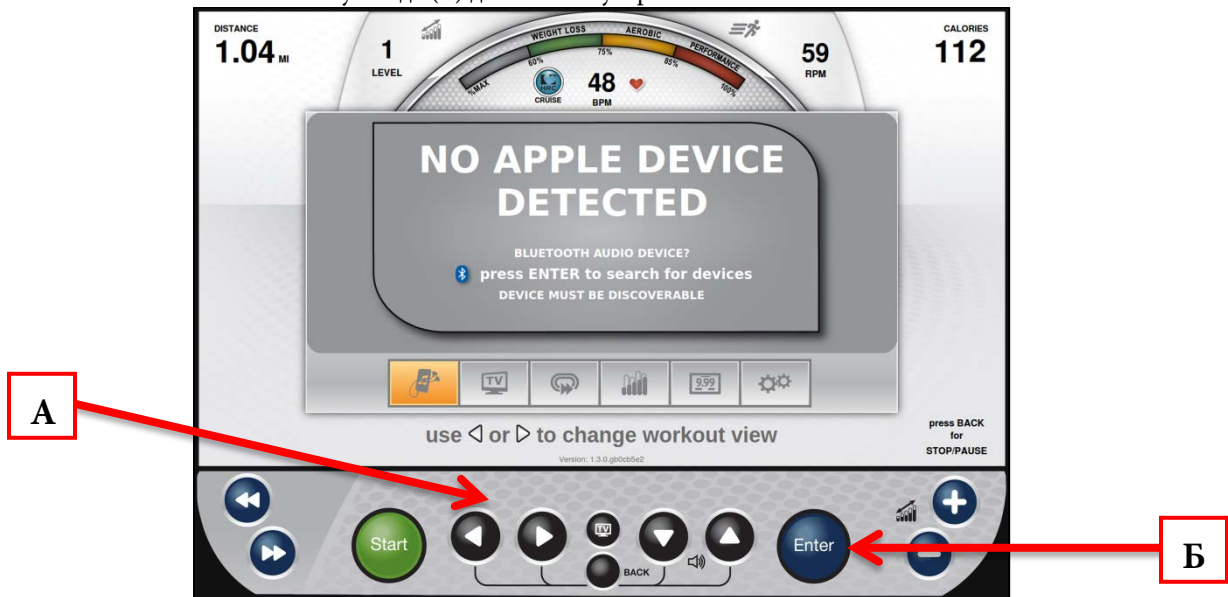 DISTANCE
1.04 MI
1
LEVEL
%MAX
60%
WEIGHT LOSS
75%
AEROBIC
85%
PERFORMANCE
100%
HRC
CRUISE
48
BPM
59
RPM
CALORIES
112
NO APPLE DEVICE
DETECTED
BLUETOOTH AUDIO DEVICE?
press ENTER to search for devices
DEVICE MUST BE DISCOVERABLE
TV
9.99
use or to change workout view
Version: 1.3.0.gb0cb5e2
press BACK
for
STOP/PAUSE
А
Start
TV
BACK
Enter
Б